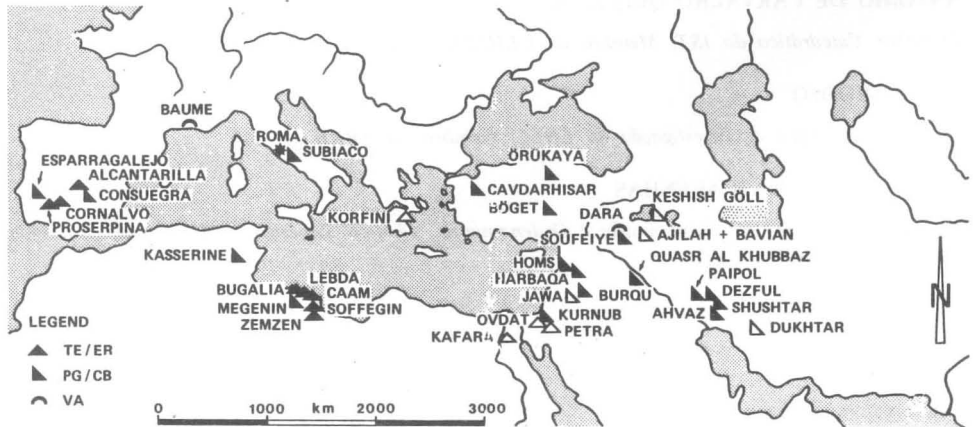 BAUME
ROMA
SUBIACO
ESPARRAGALEJO
ALCANTARILLA
CONSUEGRA
CORNALVO
PROSERPINA
ÖRÜKAYA
CAVDARHISAR
BÖGET
KORFINI
DARA
KESHISH GÖLL
SOUFEIYE
AJILAH + BAVIAN
KASSERINE
HOMS
HARBAQA
JAWA
QUASR AL KHUBBAZ
PAIPOL
DEZFUL
BURQU
AHVAZ
SHUSHTAR
DUKHTAR
BUGALIA
LEBDA
CAAM
MEGENIN
SOFFEGIN
ZEMZEN
KURNUB
OVDAT
PETRA
KAFARA
N
LEGEND
TE/ER
PG/CB
VA
0 1000 2000 3000
km